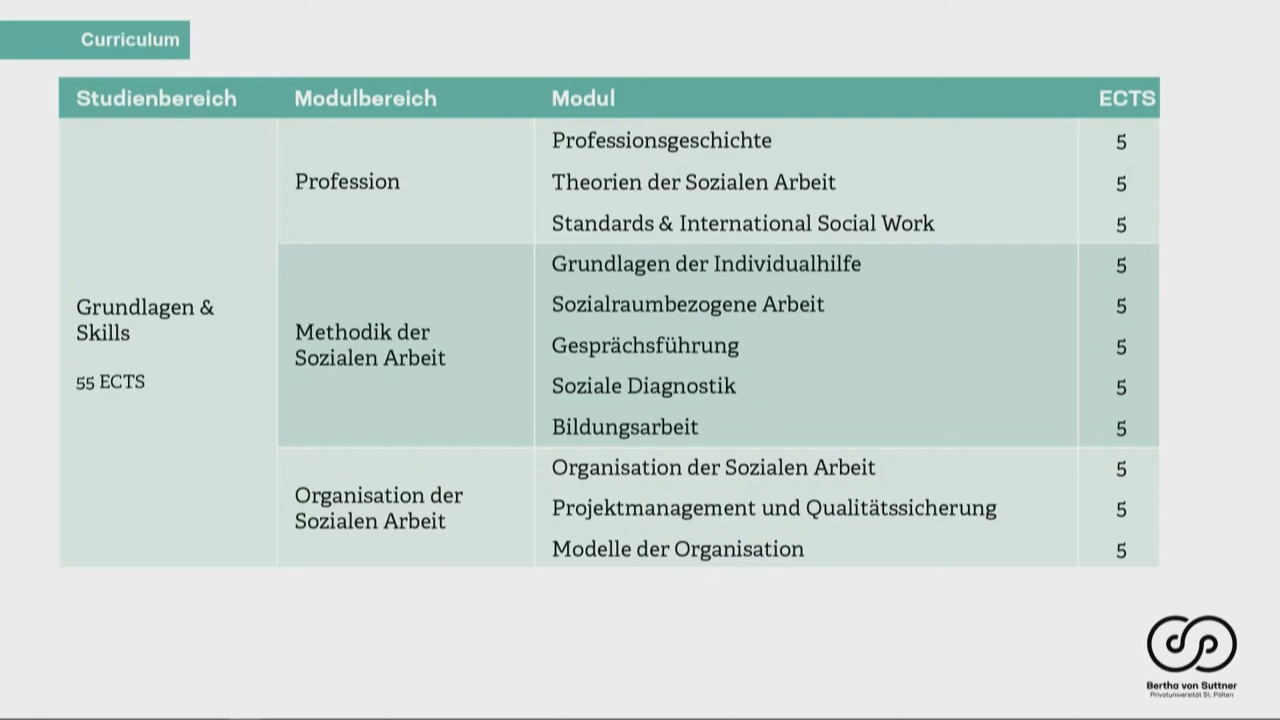 Curriculum
Studienbereich Modulbereich Modul ECTS
Professionsgeschichte 5
Profession Theorien der Sozialen Arbeit 5
Standards & International Social Work 5
Grundlagen der Individualhilfe 5
Grundlagen & Sozialraumbezogene Arbeit 5
Skills Methodik der Gesprächsführung 5
55 ECTS Sozialen Arbeit Soziale Diagnostik 5
Bildungsarbeit 5
Organisation der Sozialen Arbeit 5
Organisation der Projektmanagement und Qualitätssicherung 5
Sozialen Arbeit Modelle der Organisation 5
Bertha von Suttner
Privatuniversität St. Pölten